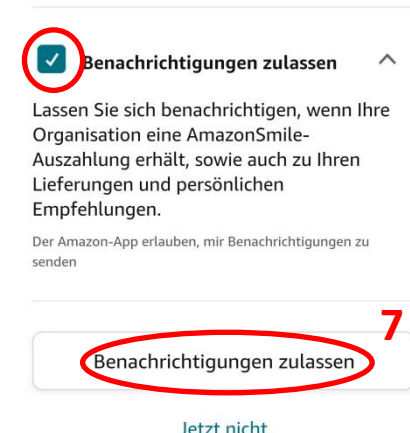 Benachrichtigungen zulassen
Lassen Sie sich benachrichtigen, wenn Ihre
Organisation eine AmazonSmile-
Auszahlung erhält, sowie auch zu Ihren
Lieferungen und persönlichen
Empfehlungen.
Der Amazon-App erlauben, mir Benachrichtigungen zu
senden
7
Benachrichtigungen zulassen
Jetzt nicht